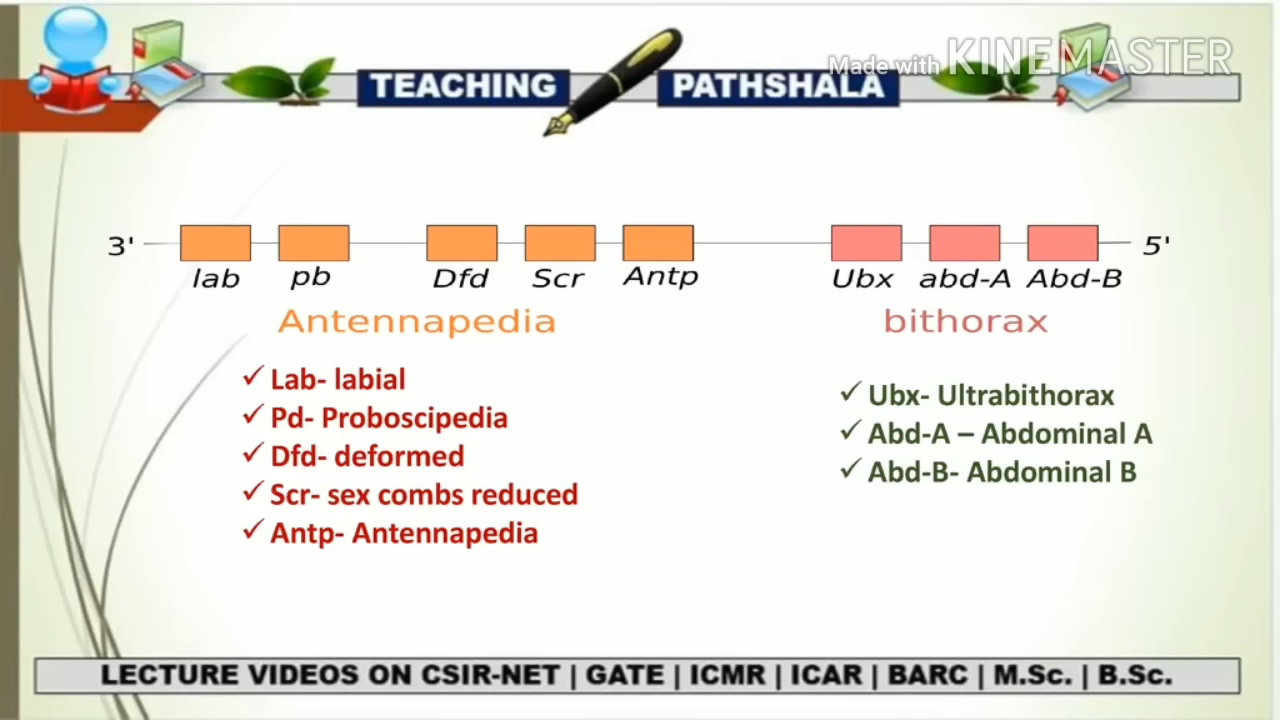 Made with KINEMASTER
TEACHING PATHSHALA
3' 5'
lab pb Dfd Scr Antp Ubx abd-A Abd-B
Antennapedia bithorax
✓ Lab- labial
✓ Pd- Proboscipedia
✓ Dfd- deformed
✓ Scr- sex combs reduced
✓ Antp- Antennapedia
✓ Ubx- Ultrabithorax
✓ Abd-A – Abdominal A
✓ Abd-B- Abdominal B
LECTURE VIDEOS ON CSIR-NET | GATE | ICMR | ICAR | BARC | M.Sc. | B.Sc.